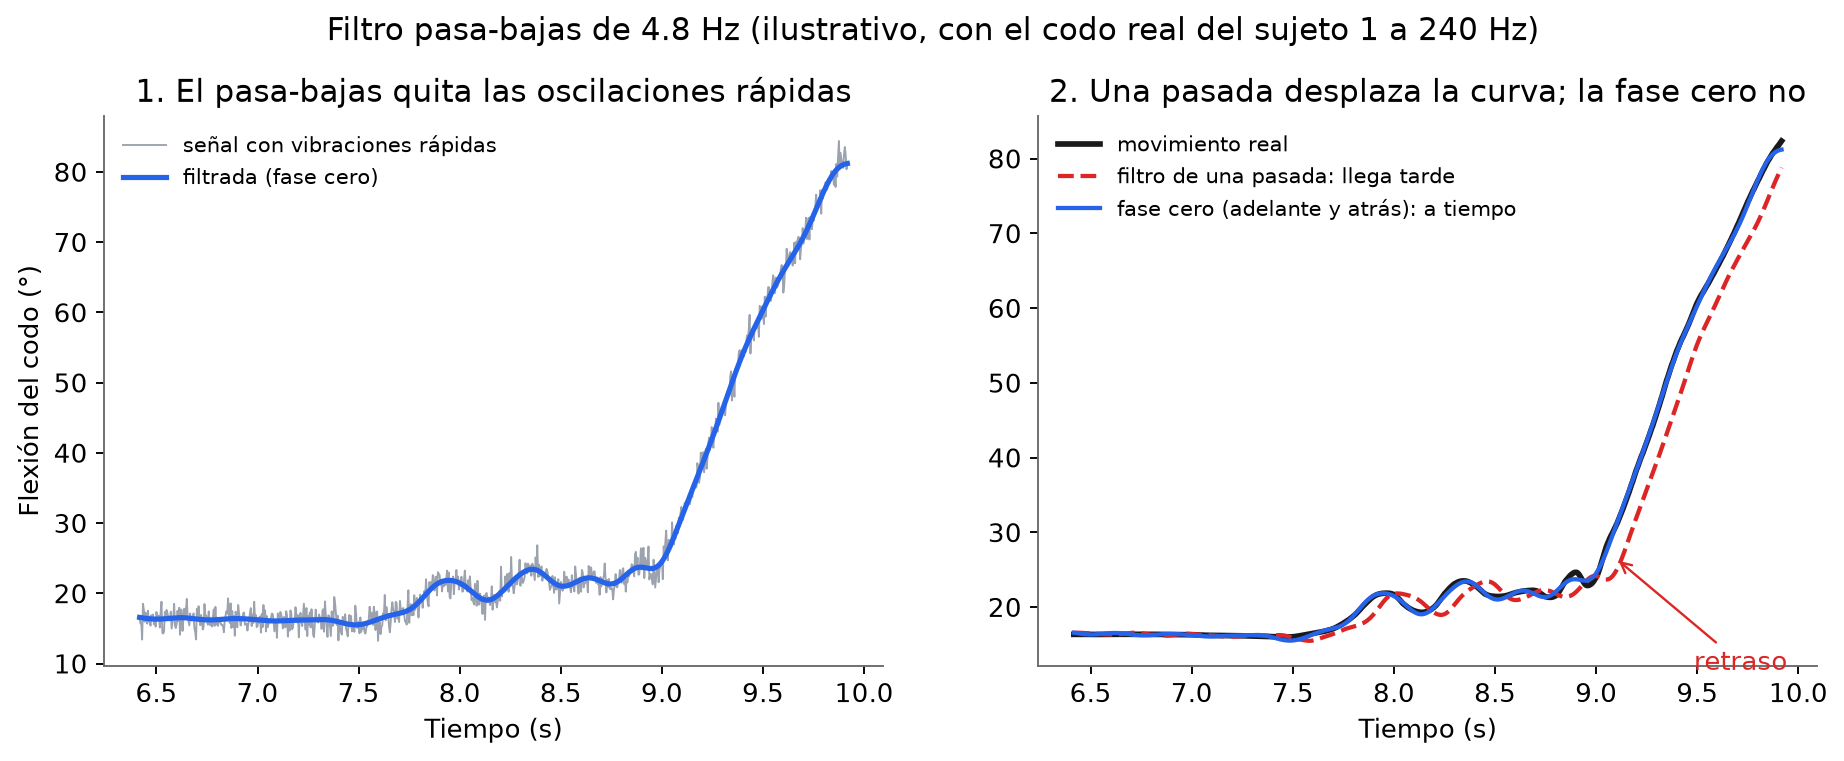 Filtro pasa-bajas de 4.8 Hz (ilustrativo, con el codo real del sujeto 1 a 240 Hz)
1. El pasa-bajas quita las oscilaciones rápidas
señal con vibraciones rápidas
filtrada (fase cero)
Flexión del codo (°)
80
70
60
50
40
30
20
10
6.5 7.0 7.5 8.0 8.5 9.0 9.5 10.0
Tiempo (s)
2. Una pasada desplaza la curva; la fase cero no
movimiento real
filtro de una pasada: llega tarde
fase cero (adelante y atrás): a tiempo
80
70
60
50
40
30
20
retraso
6.5 7.0 7.5 8.0 8.5 9.0 9.5 10.0
Tiempo (s)